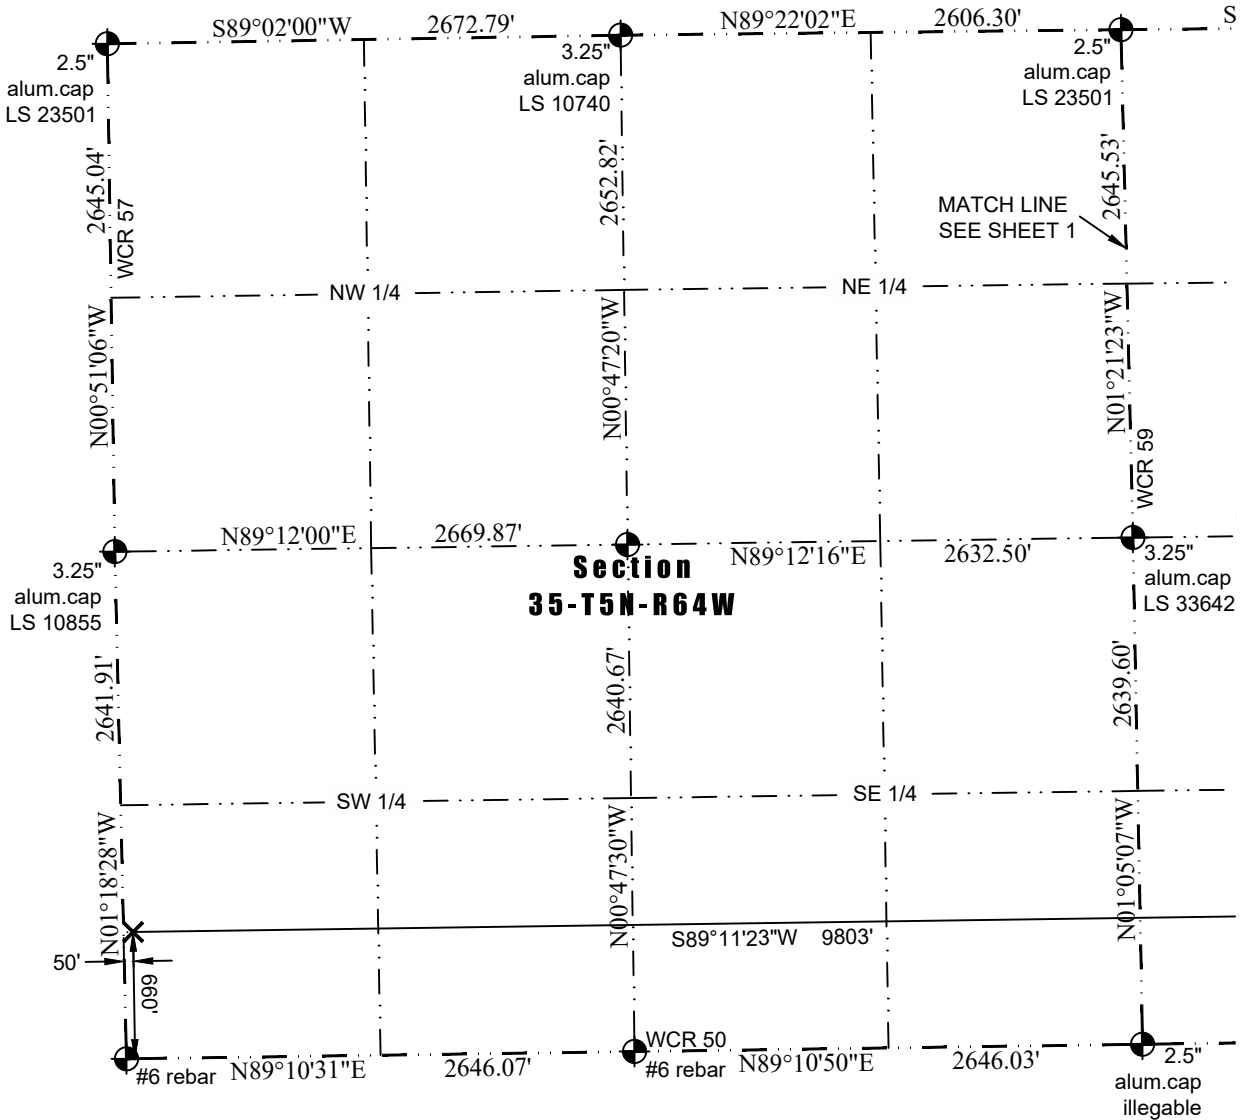 S89°02'00"W 2672.79' N89°22'02"E 2606.30' S
2.5"
alum.cap
LS 23501
3.25"
alum.cap
LS 10740
2.5"
alum.cap
LS 23501
2645.04'
WCR 57
2652.82'
2645.53'
MATCH LINE
SEE SHEET 1
NW 1/4
NE 1/4
N00°51'06"W
N00°47'20"W
N01°21'23"W
WCR 59
N89°12'00"E 2669.87'
N89°12'16"E 2632.50'
3.25"
alum.cap
LS 10855
Section
35-T5N-R64W
3.25"
alum.cap
LS 33642
2641.91'
2640.67'
2639.60'
SW 1/4
SE 1/4
N01°18'28"W
N00°47'30"W
N01°05'07"W
S89°11'23"W 9803'
50'
660'
WCR 50
#6 rebar
N89°10'31"E 2646.07'
#6 rebar
N89°10'50"E 2646.03'
2.5"
alum.cap
illegable